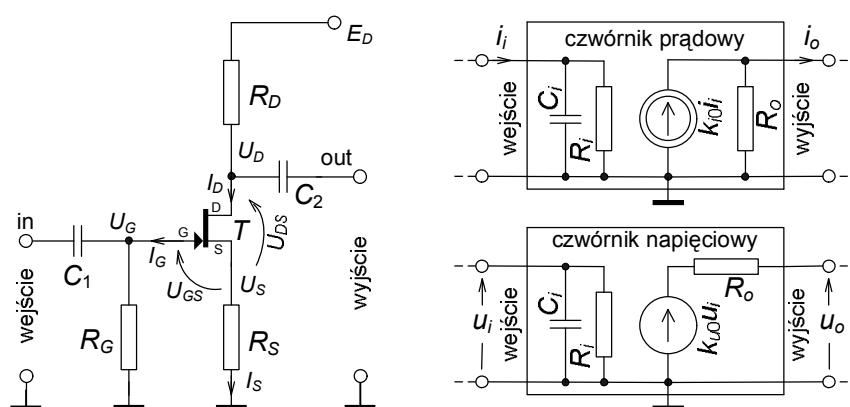 E_D
R_D
U_D
out
I_D
C_2
D
T
G
S
U_DS
in
U_G
C_1
I_G
U_GS
U_S
wejście
R_G
R_S
I_S
wyjście
czwórnik prądowy
i_i
i_o
wejście
C_i
R_i
k_i0 i_i
R_o
wyjście
czwórnik napięciowy
u_i
wejście
C_i
R_i
k_u0 u_i
R_o
wyjście
u_o